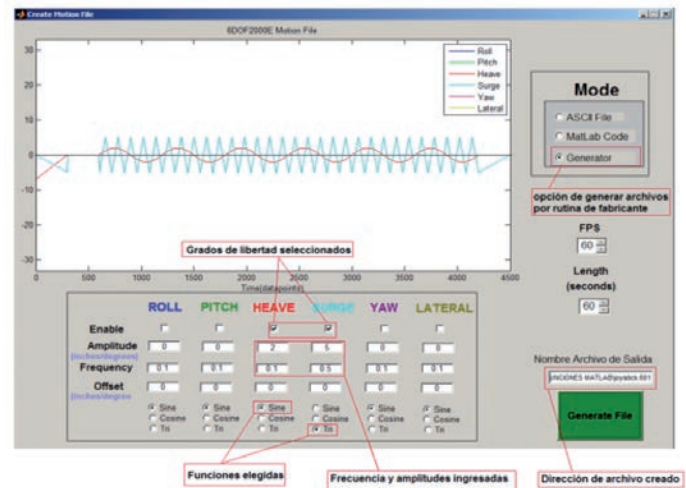 Create Motion File
6DOF2000E Motion File
30
20
10
0
-10
-20
-30
0 500 1000 1500 2000 2500 3000 3500 4000 4500
Time(datapoints)
Roll
Pitch
Heave
Surge
Yaw
Lateral
Mode
ASCII File
MatLab Code
Generator
opción de generar archivos
por rutina de fabricante
FPS
60
Length
(seconds)
60
Grados de libertad seleccionados
ROLL PITCH HEAVE SURGE YAW LATERAL
Enable
Amplitude 0 0 2 5 0 0
(inches/degrees)
Frequency 0.1 0.1 0.1 0.5 0.1 0.1
Offset 0 0 0 0 0 0
(inches/degree
Sine Sine Sine Sine Sine Sine
Cosine Cosine Cosine Cosine Cosine Cosine
Tri Tri Tri Tri Tri Tri
Nombre Archivo de Salida
Generate File
Funciones elegidas
Frecuencia y amplitudes ingresadas
Dirección de archivo creado